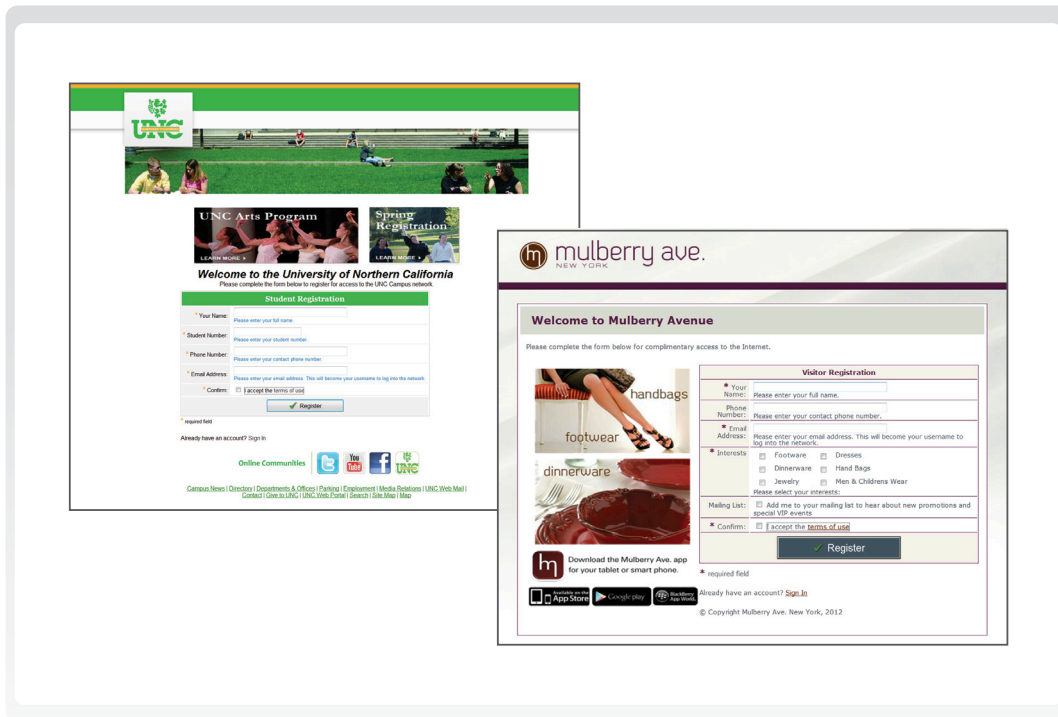 UNC
UNC Arts Program
LEARN MORE
Spring
Registration
LEARN MORE
Welcome to the University of Northern California
Please complete the form below to register for access to the UNC Campus network.
Student Registration
* Your Name:
Please enter your full name.
* Student Number:
Please enter your student number.
* Phone Number:
Please enter your contact phone number.
* Email Address:
Please enter your email address. This will become your username to log into the network.
* Confirm: I accept the terms of use
Register
* required field
Already have an account? Sign In
Online Communities
You
Tube
f
UNC
Campus News | Directory | Departments & Offices | Parking | Employment | Media Relations | UNC Web Mail |
Contact | Give to UNC | UNC Web Portal | Search | Site Map | Map
m mulberry ave.
NEW YORK
Welcome to Mulberry Avenue
Please complete the form below for complimentary access to the Internet.
handbags
footwear
dinnerware
Download the Mulberry Ave. app
for your tablet or smart phone.
Available on the
App Store
Google play
BlackBerry
App World
Visitor Registration
* Your
Name:
Please enter your full name.
Phone
Number:
Please enter your contact phone number.
* Email
Address:
Please enter your email address. This will become your username to
log into the network.
* Interests
Footware Dresses
Dinnerware Hand Bags
Jewelry Men & Childrens Wear
Please select your interests:
Mailing List: Add me to your mailing list to hear about new promotions and
special VIP events
* Confirm: I accept the terms of use
Register
* required field
Already have an account? Sign In
© Copyright Mulberry Ave. New York, 2012